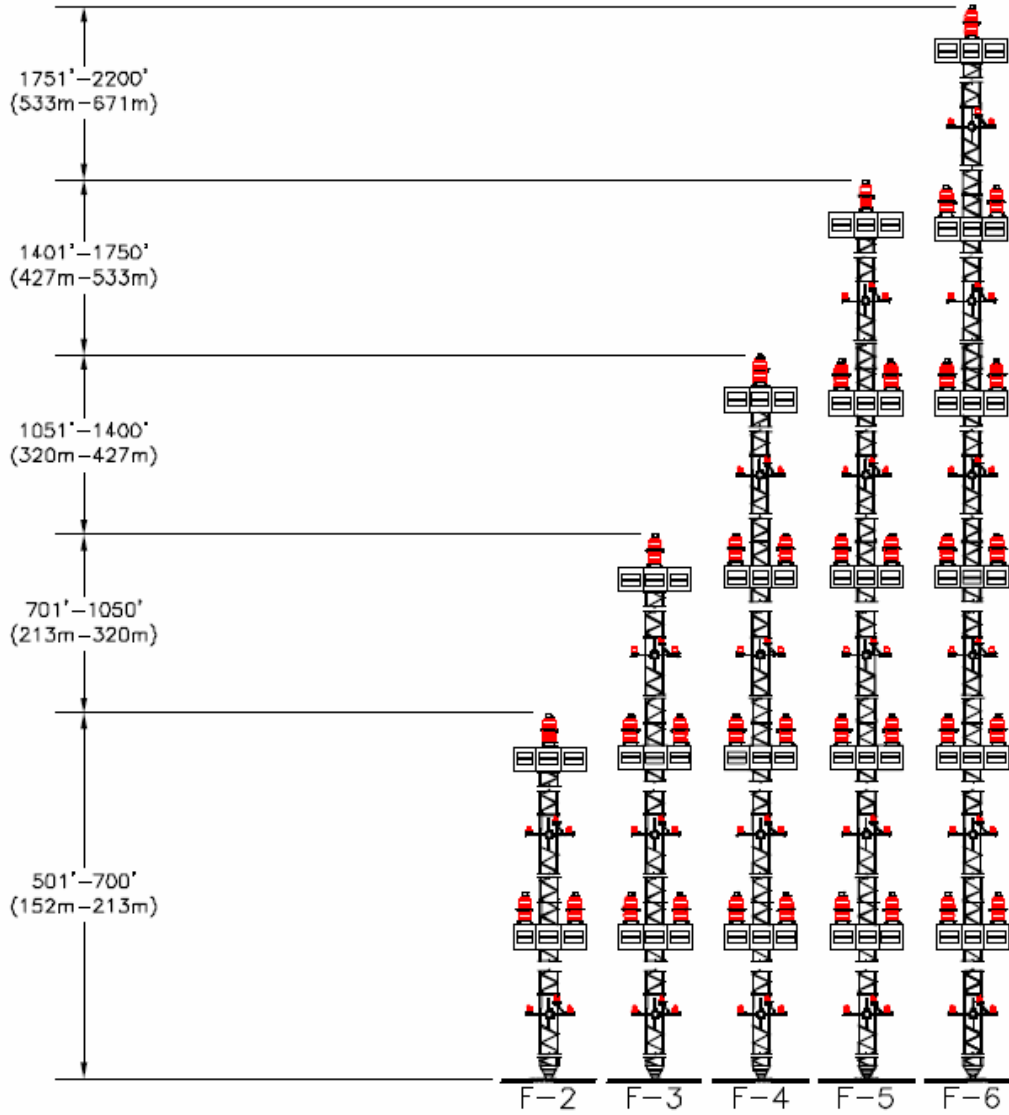 1751'-2200'
(533m-671m)
1401'-1750'
(427m-533m)
1051'-1400'
(320m-427m)
701'-1050'
(213m-320m)
501'-700'
(152m-213m)
F-2 F-3 F-4 F-5 F-6